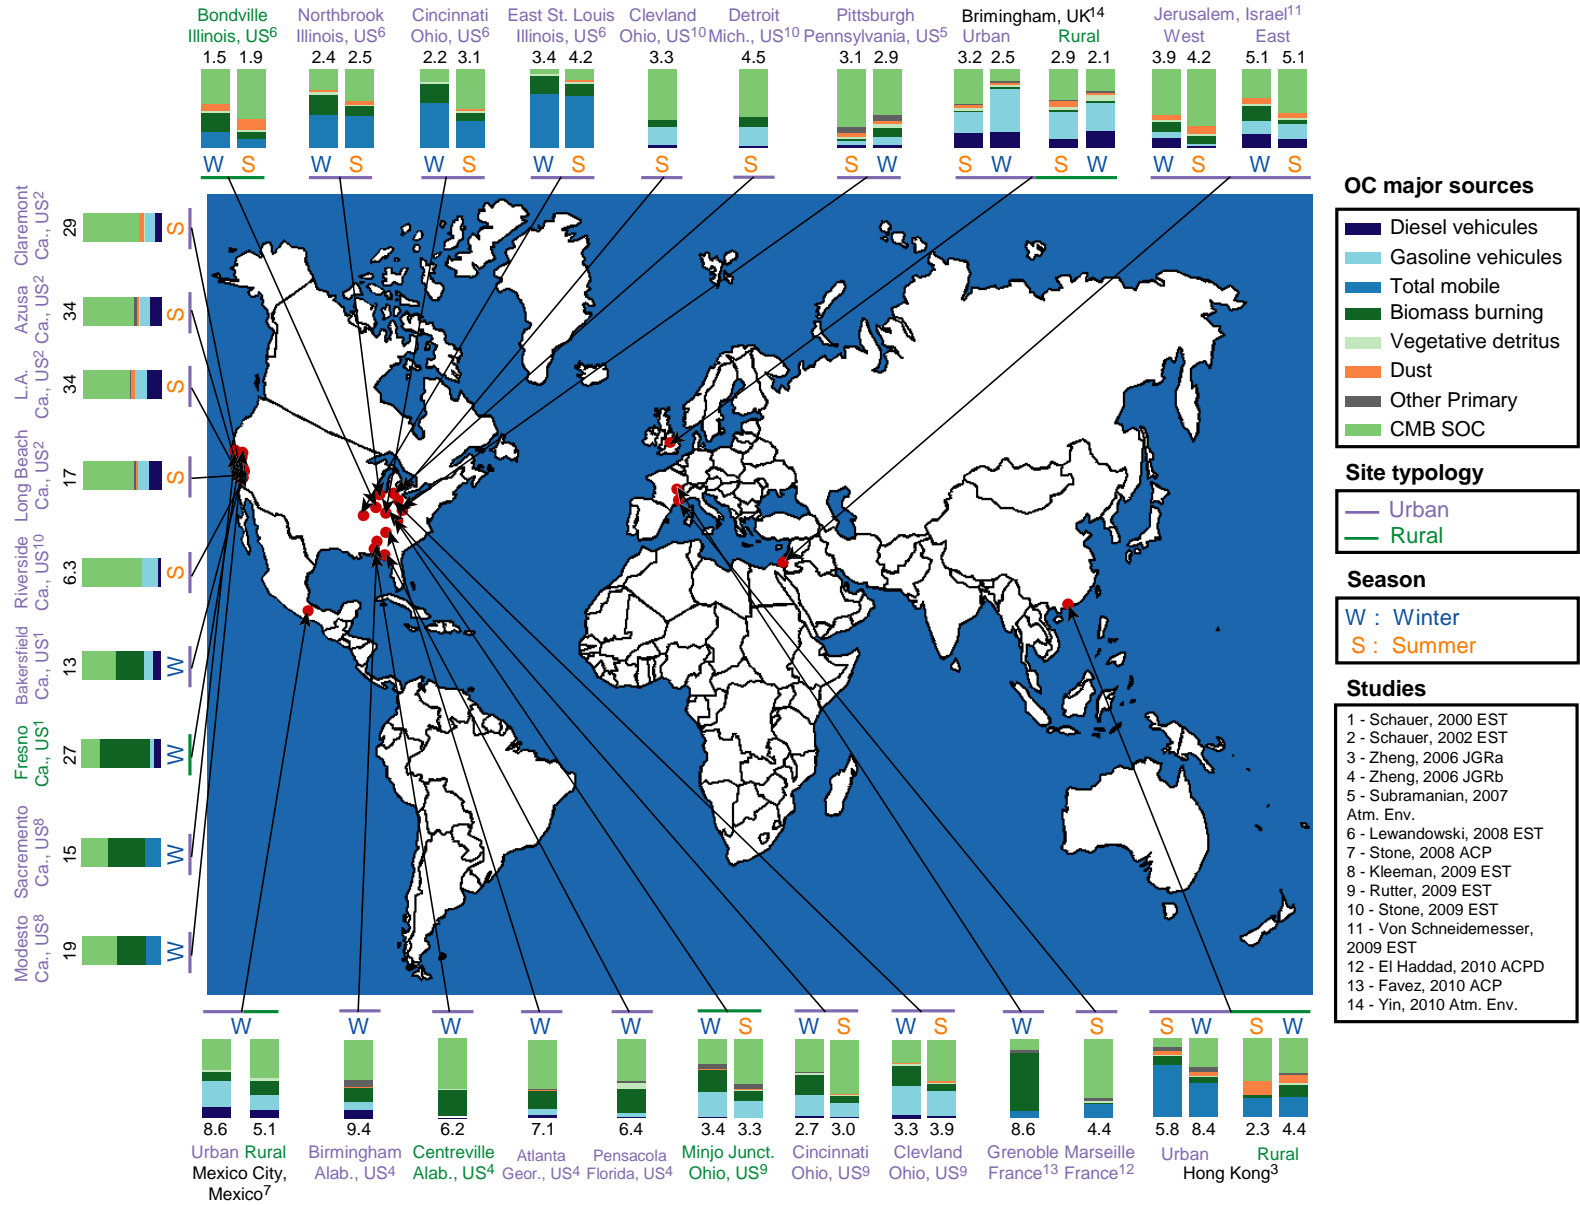 Bondville
Illinois, US6
1.5 1.9
W S
Northbrook
Illinois, US6
2.4 2.5
W S
Cincinnati
Ohio, US6
2.2 3.1
W S
East St. Louis
Illinois, US6
3.4 4.2
W S
Clevland
Ohio, US10
3.3
S
Detroit
Mich., US10
4.5
S
Pittsburgh
Pennsylvania, US5
3.1 2.9
S W
Brimingham, UK14
Urban Rural
3.2 2.5 2.9 2.1
S W S W
Jerusalem, Israel11
West East
3.9 4.2 5.1 5.1
W S W S
Claremont
Ca., US2
29
S
Azusa
Ca., US2
34
S
L.A.
Ca., US2
34
S
Long Beach
Ca., US2
17
S
Riverside
Ca., US10
6.3
S
Bakersfield
Ca., US1
13
W
Fresno
Ca., US1
27
W
Sacremento
Ca., US8
15
W
Modesto
Ca., US8
19
W
OC major sources
Diesel vehicules
Gasoline vehicules
Total mobile
Biomass burning
Vegetative detritus
Dust
Other Primary
CMB SOC
Site typology
Urban
Rural
Season
W : Winter
S : Summer
Studies
1 - Schauer, 2000 EST
2 - Schauer, 2002 EST
3 - Zheng, 2006 JGRa
4 - Zheng, 2006 JGRb
5 - Subramanian, 2007
Atm. Env.
6 - Lewandowski, 2008 EST
7 - Stone, 2008 ACP
8 - Kleeman, 2009 EST
9 - Rutter, 2009 EST
10 - Stone, 2009 EST
11 - Von Schneidemesser,
2009 EST
12 - El Haddad, 2010 ACPD
13 - Favez, 2010 ACP
14 - Yin, 2010 Atm. Env.
W
8.6 5.1
Urban Rural
Mexico City,
Mexico7
W
9.4
Birmingham
Alab., US4
W
6.2
Centreville
Alab., US4
W
7.1
Atlanta
Geor., US4
W
6.4
Pensacola
Florida, US4
W S
3.4 3.3
Minjo Junct.
Ohio, US9
W S
2.7 3.0
Cincinnati
Ohio, US9
W S
3.3 3.9
Clevland
Ohio, US9
W
8.6
Grenoble
France13
S
4.4
Marseille
France12
S W S W
5.8 8.4 2.3 4.4
Urban Rural
Hong Kong3